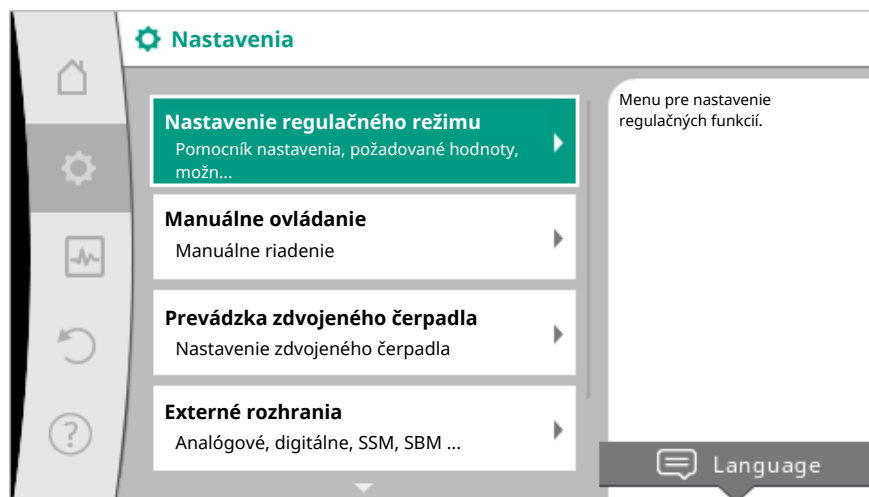 Nastavenia
Nastavenie regulačného režimu
Pomocník nastavenia, požadované hodnoty,
možn...
Manuálne ovládanie
Manuálne riadenie
Prevádzka zdvojeného čerpadla
Nastavenie zdvojeného čerpadla
Externé rozhrania
Analógové, digitálne, SSM, SBM ...
Menu pre nastavenie
regulačných funkcií.
?
Language